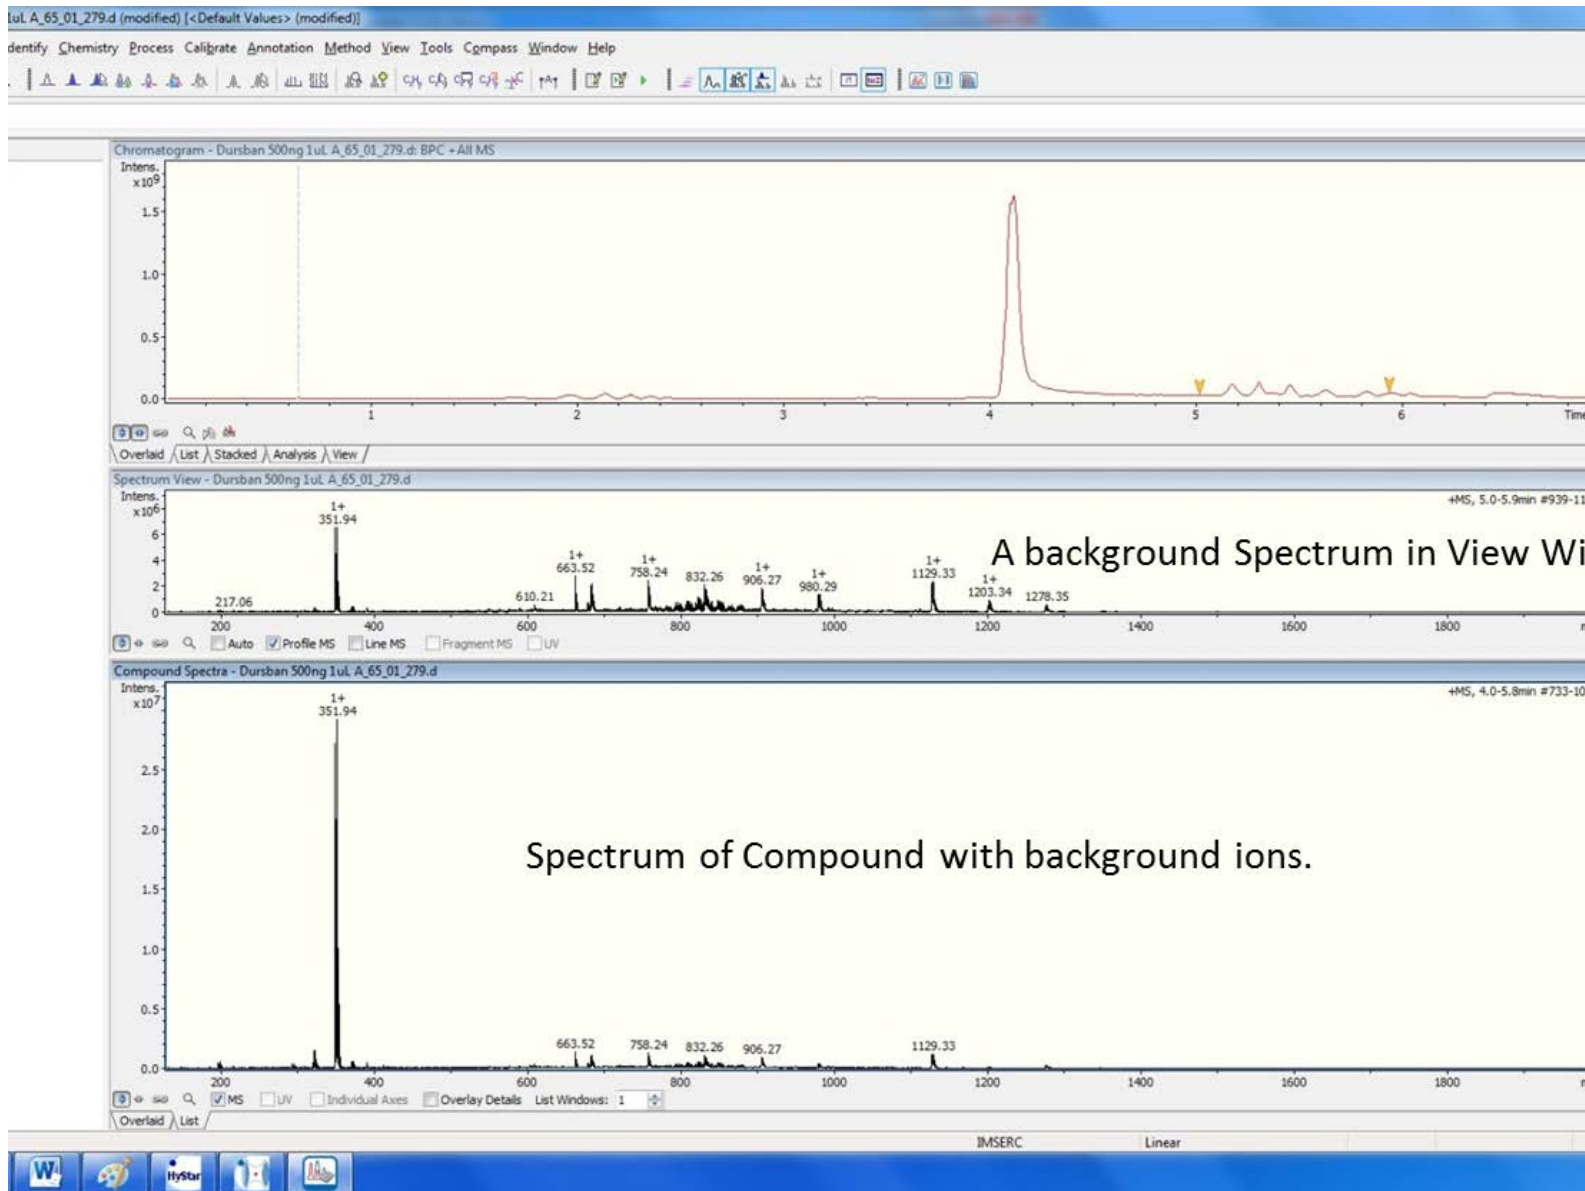 1uL A_65_01_279.d (modified) [<Default Values> (modified)]
dentify Chemistry Process Calibrate Annotation Method View Tools Compass Window Help
Chromatogram - Dursban 500ng 1uL A_65_01_279.d: BPC +All MS
Intens.
x10⁹
1.5
1.0
0.5
0.0
1 2 3 4 5 6 Time
Overlaid List Stacked Analysis View
Spectrum View - Dursban 500ng 1uL A_65_01_279.d
Intens.
x10⁶
+MS, 5.0-5.9min #939-11
6
4
2
0
1+
351.94
217.06
610.21
1+
663.52
1+
758.24
832.26
1+
906.27
1+
980.29
1+
1129.33
1+
1203.34
1278.35
A background Spectrum in View Wi
200 400 600 800 1000 1200 1400 1600 1800 m
Auto Profile MS Line MS Fragment MS UV
Compound Spectra - Dursban 500ng 1uL A_65_01_279.d
Intens.
x10⁷
+MS, 4.0-5.8min #733-10
1+
351.94
2.5
2.0
1.5
1.0
0.5
0.0
Spectrum of Compound with background ions.
663.52 758.24 832.26 906.27 1129.33
200 400 600 800 1000 1200 1400 1600 1800 m
MS UV Individual Axes Overlay Details List Windows: 1
Overlaid List
IMSERC Linear
W HyStar